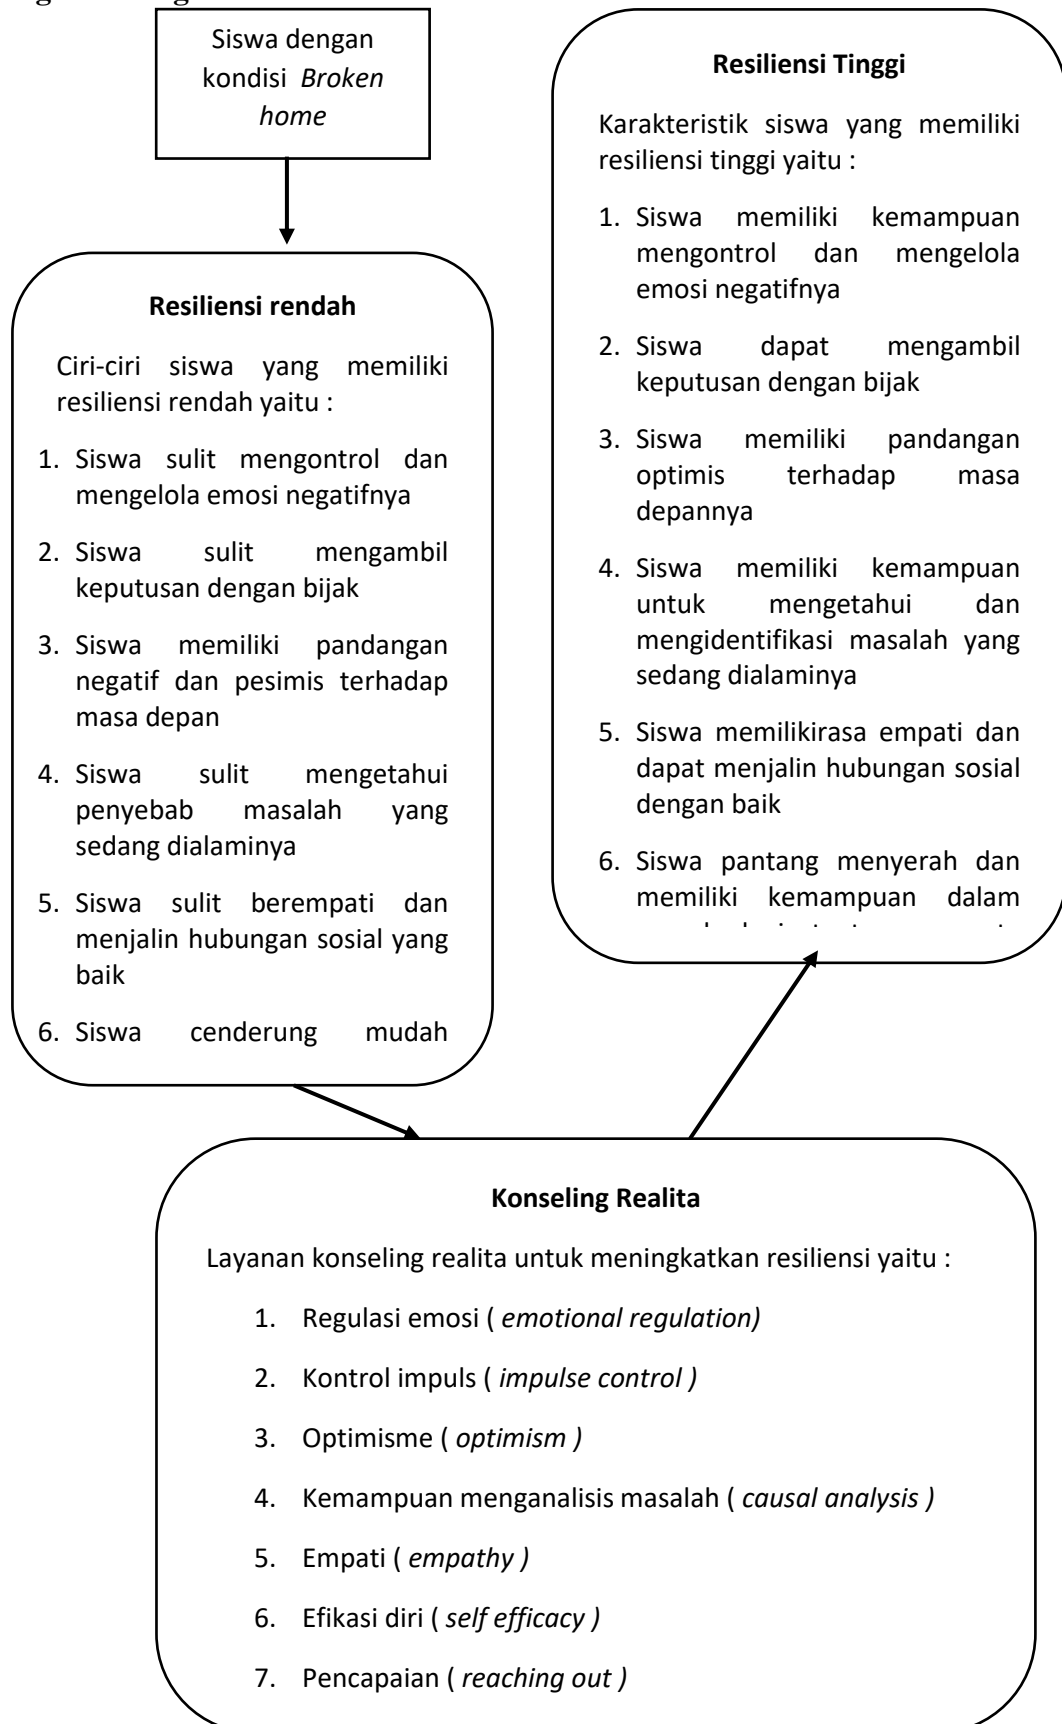 Siswa dengan
kondisi Broken
home
Resiliensi rendah
Ciri-ciri siswa yang memiliki
resiliensi rendah yaitu :
1. Siswa sulit mengontrol dan
mengelola emosi negatifnya
2. Siswa sulit mengambil
keputusan dengan bijak
3. Siswa memiliki pandangan
negatif dan pesimis terhadap
masa depan
4. Siswa sulit mengetahui
penyebab masalah yang
sedang dialaminya
5. Siswa sulit berempati dan
menjalin hubungan sosial yang
baik
6. Siswa cenderung mudah
Resiliensi Tinggi
Karakteristik siswa yang memiliki
resiliensi tinggi yaitu :
1. Siswa memiliki kemampuan
mengontrol dan mengelola
emosi negatifnya
2. Siswa dapat mengambil
keputusan dengan bijak
3. Siswa memiliki pandangan
optimis terhadap masa
depannya
4. Siswa memiliki kemampuan
untuk mengetahui dan
mengidentifikasi masalah yang
sedang dialaminya
5. Siswa memilikirasa empati dan
dapat menjalin hubungan sosial
dengan baik
6. Siswa pantang menyerah dan
memiliki kemampuan dalam
Konseling Realita
Layanan konseling realita untuk meningkatkan resiliensi yaitu :
1. Regulasi emosi ( emotional regulation)
2. Kontrol impuls ( impulse control )
3. Optimisme ( optimism )
4. Kemampuan menganalisis masalah ( causal analysis )
5. Empati ( empathy )
6. Efikasi diri ( self efficacy )
7. Pencapaian ( reaching out )